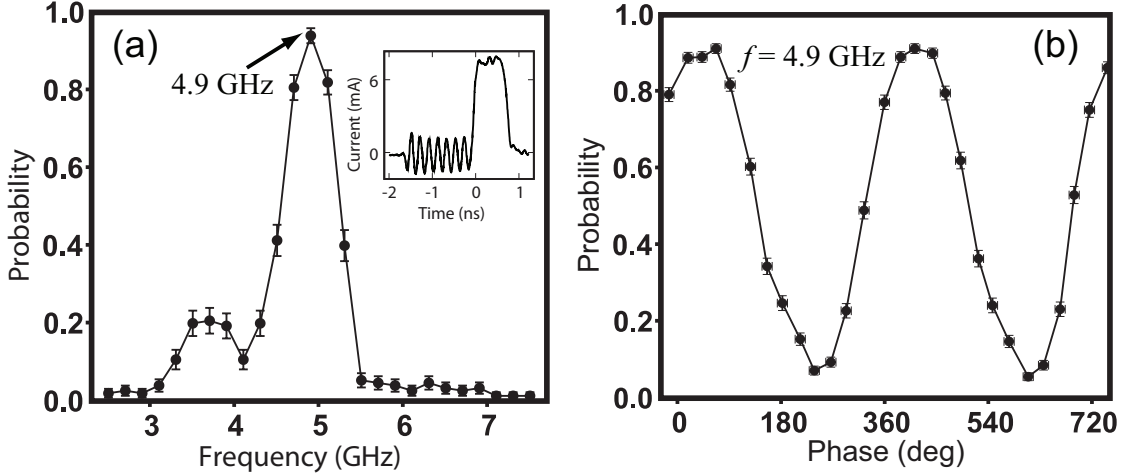 (a)
4.9 GHz
Probability
1.0
0.8
0.6
0.4
0.2
0.0
3 4 5 6 7
Frequency (GHz)
Current (mA)
6
0
-2 -1 0 1
Time (ns)
(b)
f = 4.9 GHz
Probability
1.0
0.8
0.6
0.4
0.2
0.0
0 180 360 540 720
Phase (deg)